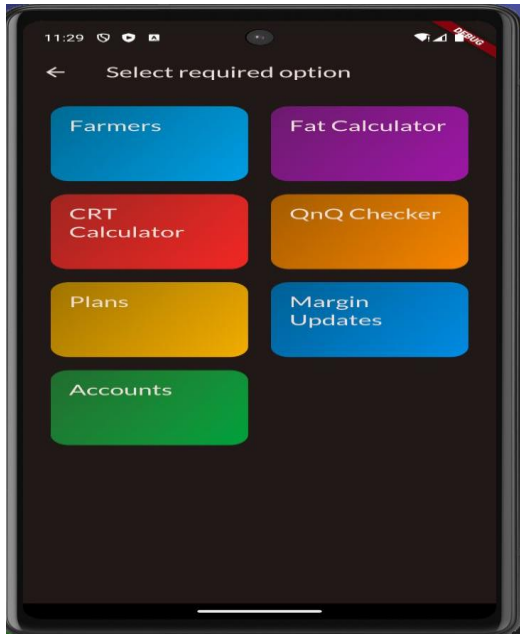 11:29
DEBUG
Select required option
Farmers
Fat Calculator
CRT
Calculator
QnQ Checker
Plans
Margin
Updates
Accounts